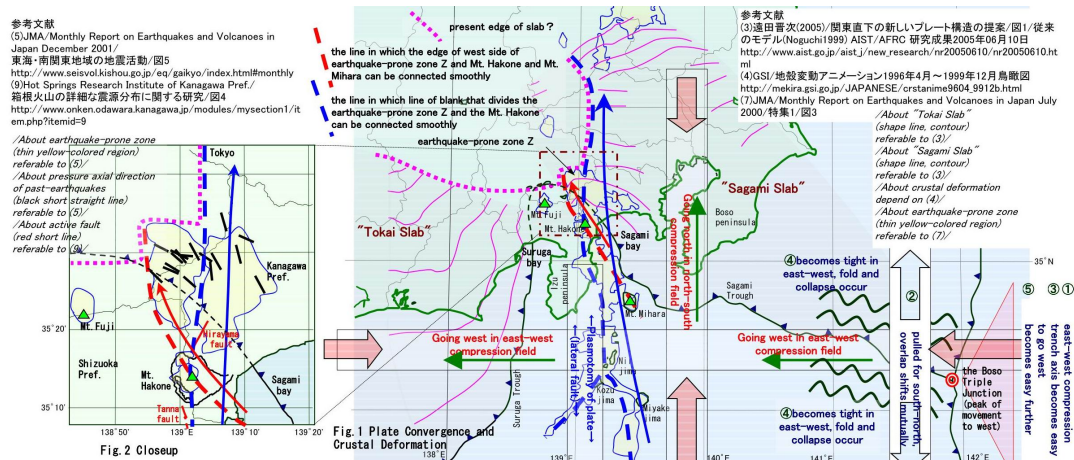 参考文献
(5)JMA/Monthly Report on Earthquakes and Volcanoes in
Japan December 2001/
東海・南関東地域の地震活動/図5
http://www.seisvol.kishou.go.jp/eq/gaikyo/index.html#monthly
(9)Hot Springs Research Institute of Kanagawa Pref./
箱根火山の詳細な震源分布に関する研究/図4
http://www.onken.odawara.kanagawa.jp/modules/mysection1/it
em.php?itemid=9
/About earthquake-prone zone
(thin yellow-colored region)
referable to (5)/
/About pressure axial direction
of past-earthquakes
(black short straight line)
referable to (5)/
/About active fault
(red short line)
referable to (9)/
present edge of slab?
the line in which the edge of west side of
earthquake-prone zone Z and Mt. Hakone and Mt.
Mihara can be connected smoothly
the line in which line of blank that divides the
earthquake-prone zone Z and the Mt. Hakone
can be connected smoothly
earthquake-prone zone Z
参考文献
(3)遠田晋次(2005)/関東直下の新しいプレート構造の提案/図1/従来
のモデル(Noguchi1999) AIST/AFRC 研究成果2005年06月10日
http://www.aist.go.jp/aist_j/new_research/nr20050610/nr20050610.ht
ml
(4)GSI/地殻変動アニメーション1996年4月～1999年12月鳥瞰図
http://mekira.gsi.go.jp/JAPANESE/crstanime9604_9912b.html
(7)JMA/Monthly Report on Earthquakes and Volcanoes in Japan July
2000/特集1/図3
/About "Tokai Slab"
(shape line, contour)
referable to (3)/
/About "Sagami Slab"
(shape line, contour)
referable to (3)/
/About crustal deformation
depend on (4)/
/About earthquake-prone zone
(thin yellow-colored region)
referable to (7)/
Tokyo
Kanagawa
Pref.
35°20
Mt.Fuji
Hirayama
fault
Shizuoka
Pref.
Mt.
Hakone
Sagami
bay
35°10
Tanna
fault
138°50
139°E
139°10
139°20
Fig.2 Closeup
"Tokai Slab"
"Sagami Slab"
Mt.Fuji
Mt. Hakone
Suruga
bay
Sagami
bay
Izu
peninsula
Boso
peninsula
Going north in north-south
compression field
Mt.Mihara
Sagami
Trough
Going west in east-west
compression field
←Plasmotomy of plate→
←(lateral fault)→
Suruga Trough
Nii
jima
Kozu
jima
Miyake
jima
Going west in east-west
compression field
④becomes tight in
east-west, fold and
collapse occur
④becomes tight in
east-west, fold and
collapse occur
②
pulled for south-north,
overlap shifts mutually
④
the Boso
Triple
Junction
(peak of
movement
to west)
35°N
⑤ ③①
east-west compression
trench axis becomes easy
to go west
becomes easy further
Fig.1 Plate Convergence and
Crustal Deformation
138°E
139°E
140°E
141°E
142°E